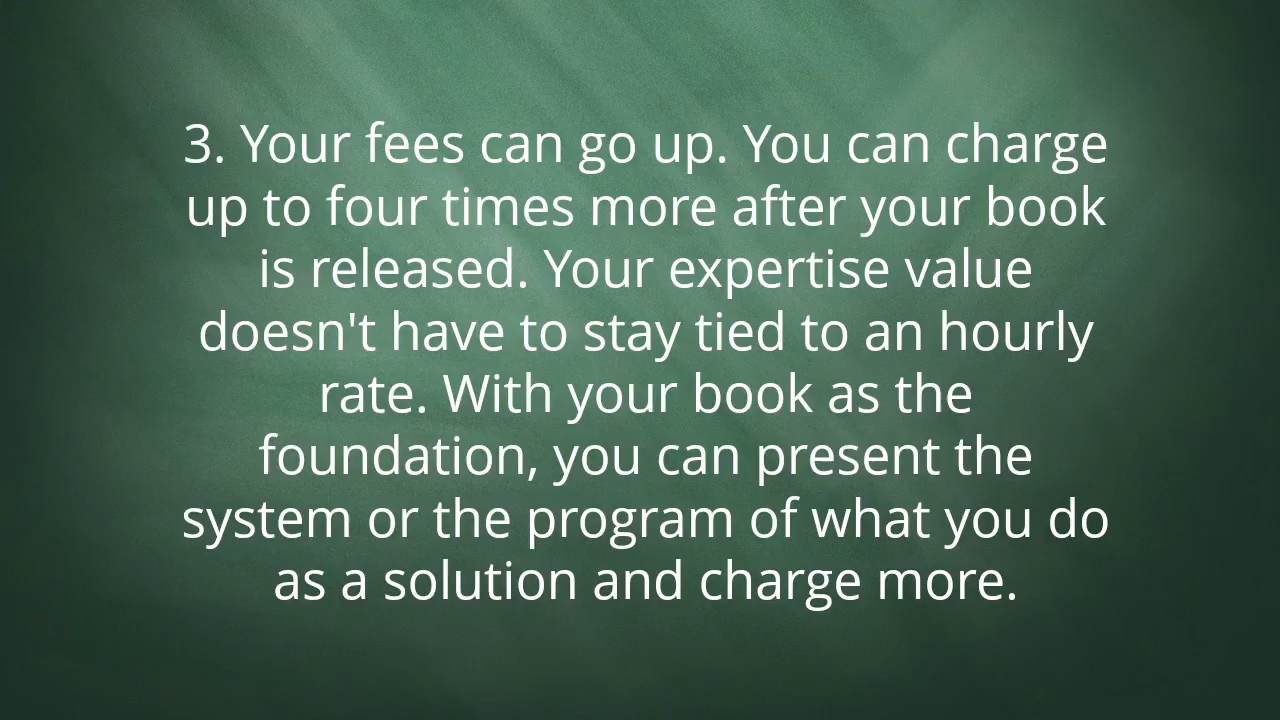 3. Your fees can go up. You can charge
up to four times more after your book
is released. Your expertise value
doesn't have to stay tied to an hourly
rate. With your book as the
foundation, you can present the
system or the program of what you do
as a solution and charge more.